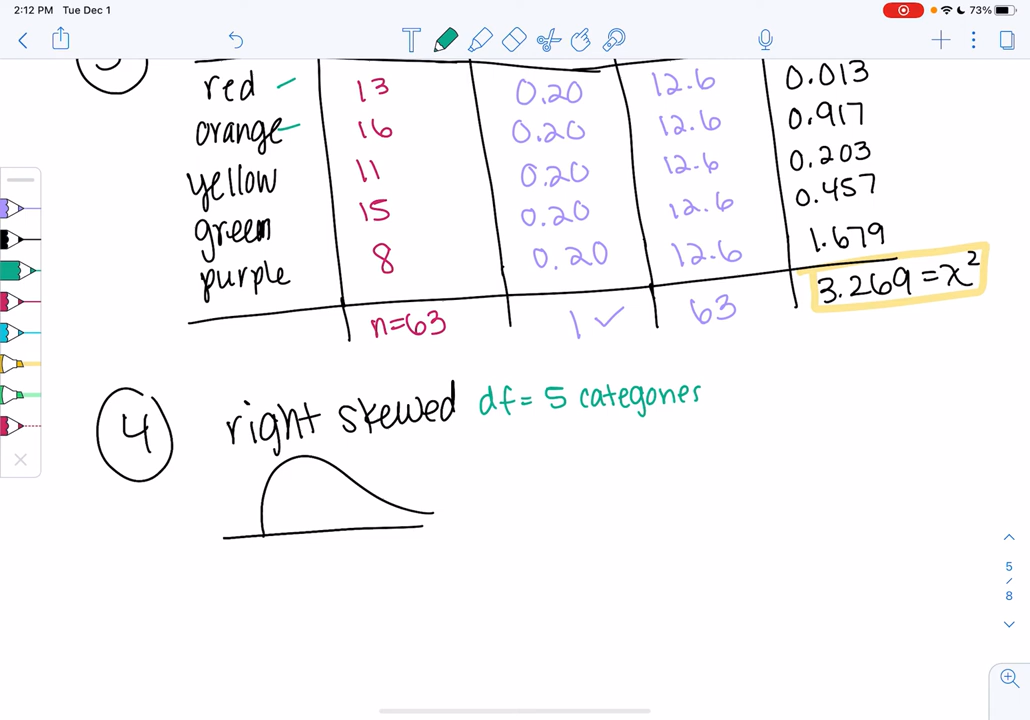 2:12 PM Tue Dec 1 73%
T
red 13 0.20 12.6 0.013
orange 16 0.20 12.6 0.917
yellow 11 0.20 12.6 0.203
green 15 0.20 12.6 0.457
purple 8 0.20 12.6 1.679
n=63 1 ✓ 63 3.269 = χ²
4 right skewed df = 5 categories
5
/
8